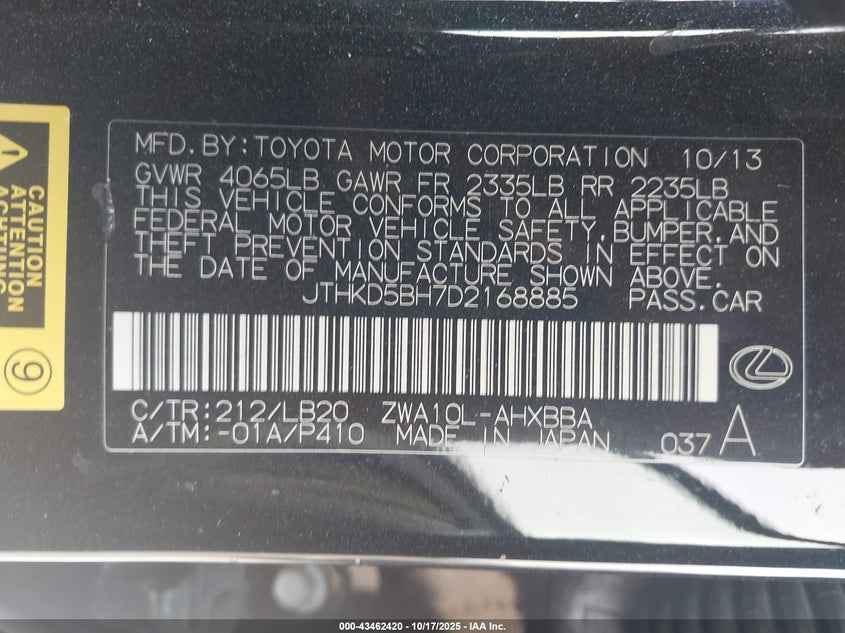 MFD. BY: TOYOTA MOTOR CORPORATION 10/13
GVWR 4065LB GAWR FR 2335LB RR 2235LB
THIS VEHICLE CONFORMS TO ALL APPLICABLE
FEDERAL MOTOR VEHICLE SAFETY, BUMPER, AND
THEFT PREVENTION STANDARDS IN EFFECT ON
THE DATE OF MANUFACTURE SHOWN ABOVE.
JTHKD5BH7D2168885 PASS.CAR
C/TR:212/LB20 ZWA10L-AHXBBA
A/TM:-01A/P410 MADE IN JAPAN 037 A
CAUTION
ATTENTION
ACHTUNG
9
000-43462420 - 10/17/2025 - IAA Inc.